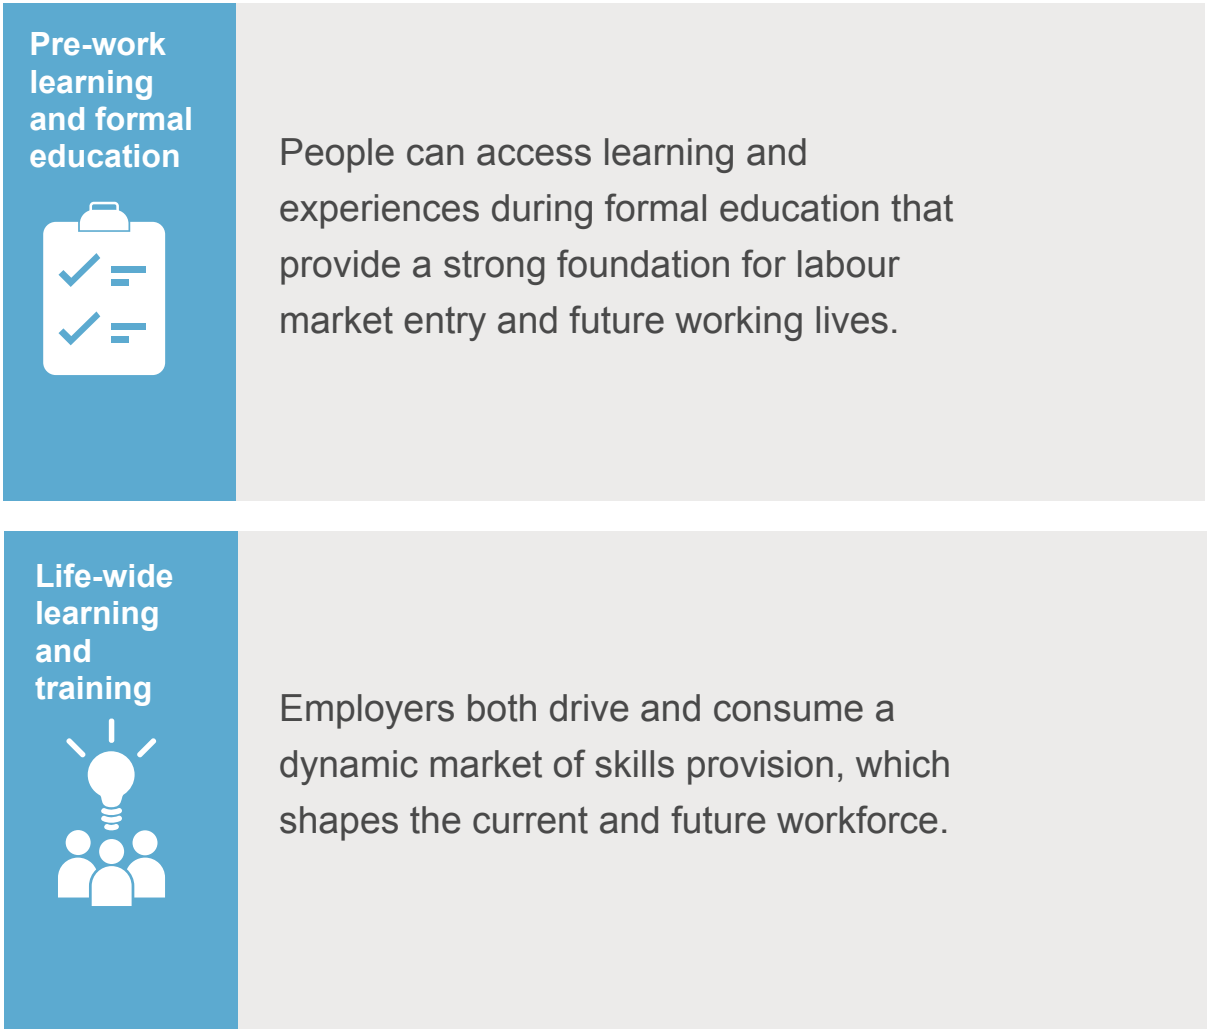 Pre-work
learning
and formal
education
People can access learning and
experiences during formal education that
provide a strong foundation for labour
market entry and future working lives.
Life-wide
learning
and
training
Employers both drive and consume a
dynamic market of skills provision, which
shapes the current and future workforce.